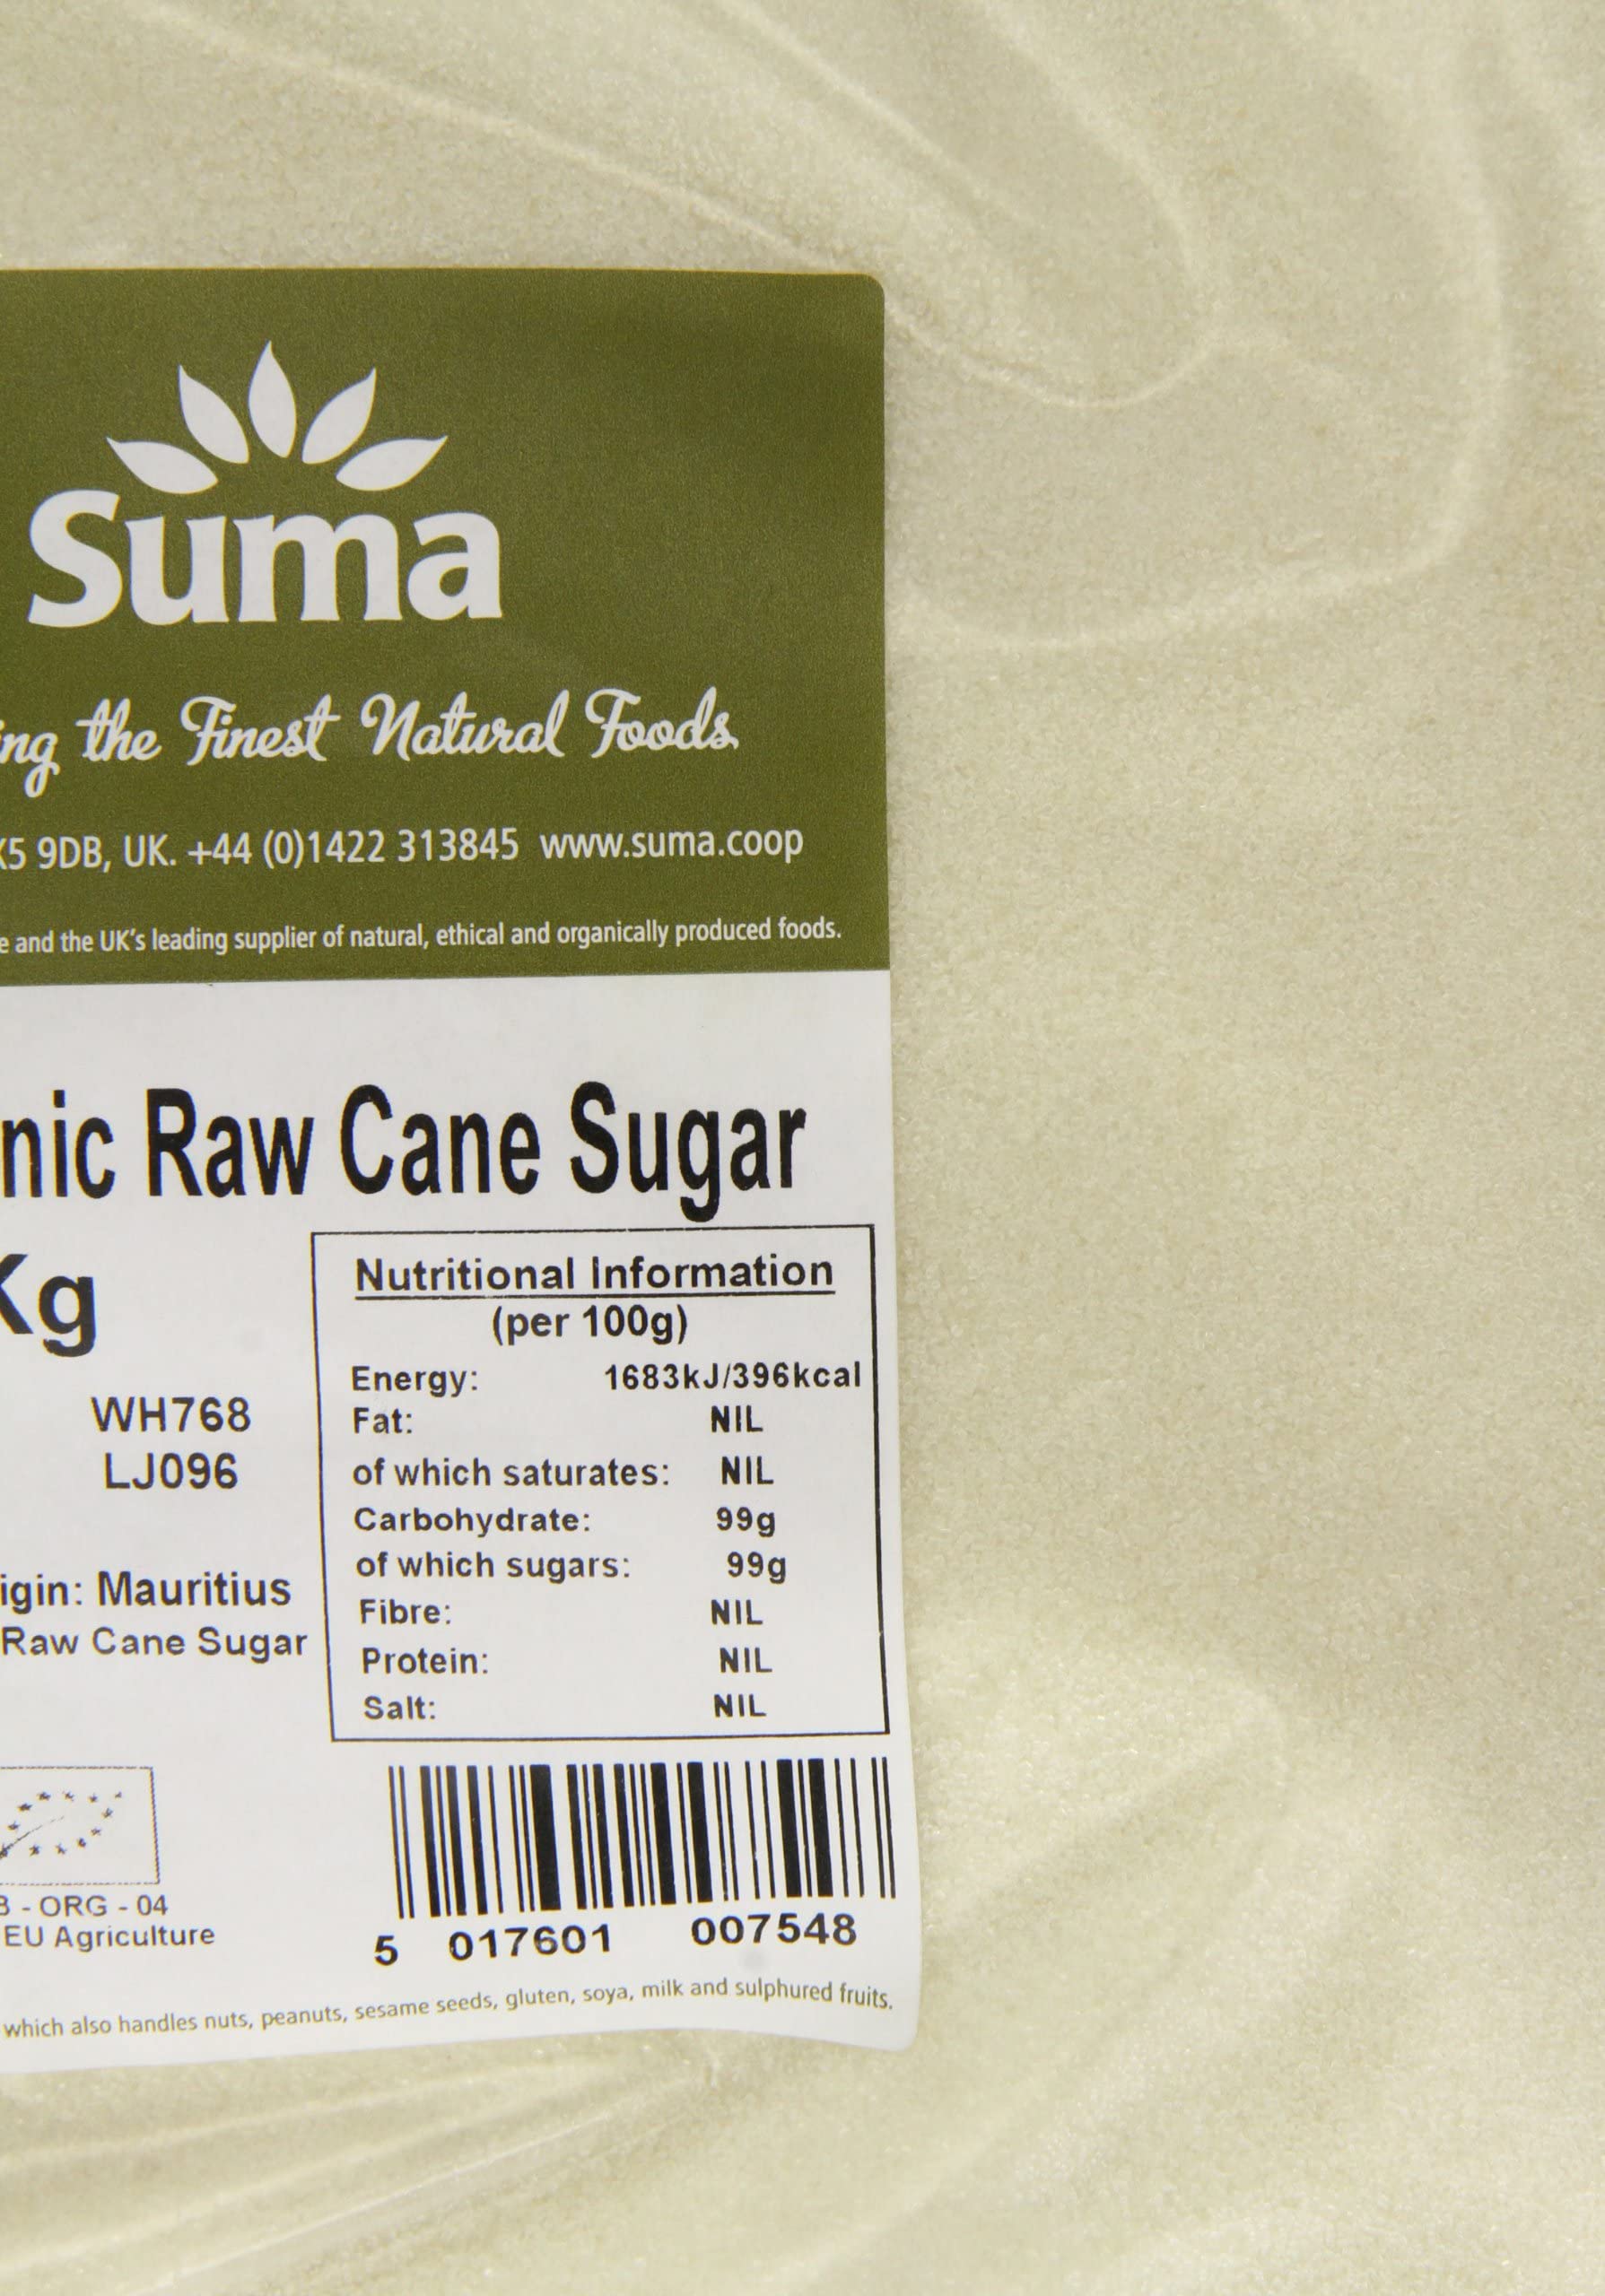 Suma
the Finest Natural Foods
9DB, UK. +44 (0)1422 313845 www.suma.coop
and the UK's leading supplier of natural, ethical and organically produced foods.
nic Raw Cane Sugar
Kg
Nutritional Information
(per 100g)
Energy: 1683kJ/396kcal
Fat: NIL
of which saturates: NIL
Carbohydrate: 99g
of which sugars: 99g
Fibre: NIL
Protein: NIL
Salt: NIL
WH768
LJ096
igin: Mauritius
Raw Cane Sugar
- ORG - 04
EU Agriculture
5 017601 007548
which also handles nuts, peanuts, sesame seeds, gluten, soya, milk and sulphured fruits.